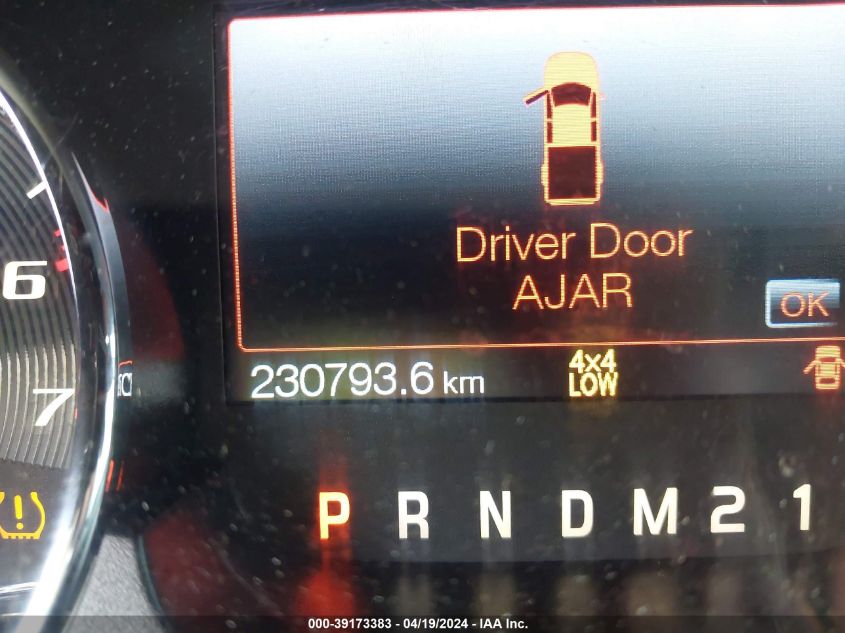 Driver Door
AJAR
OK
6
230793.6 km
4x4
LOW
7
P R N D M 2 1
000-39173383 - 04/19/2024 - IAA Inc.